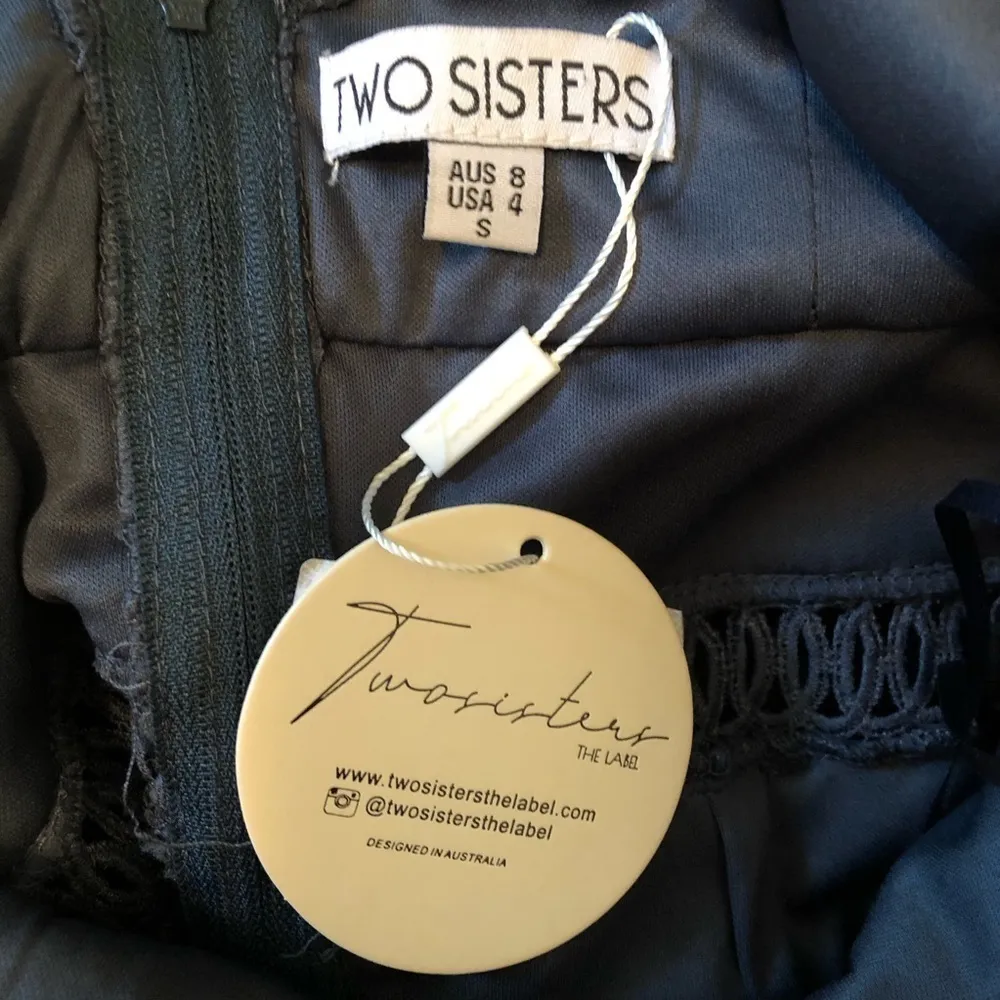 TWO SISTERS
AUS 8
USA 4
S
Twosisters
THE LABEL
www.twosistersthelabel.com
@twosistersthelabel
DESIGNED IN AUSTRALIA